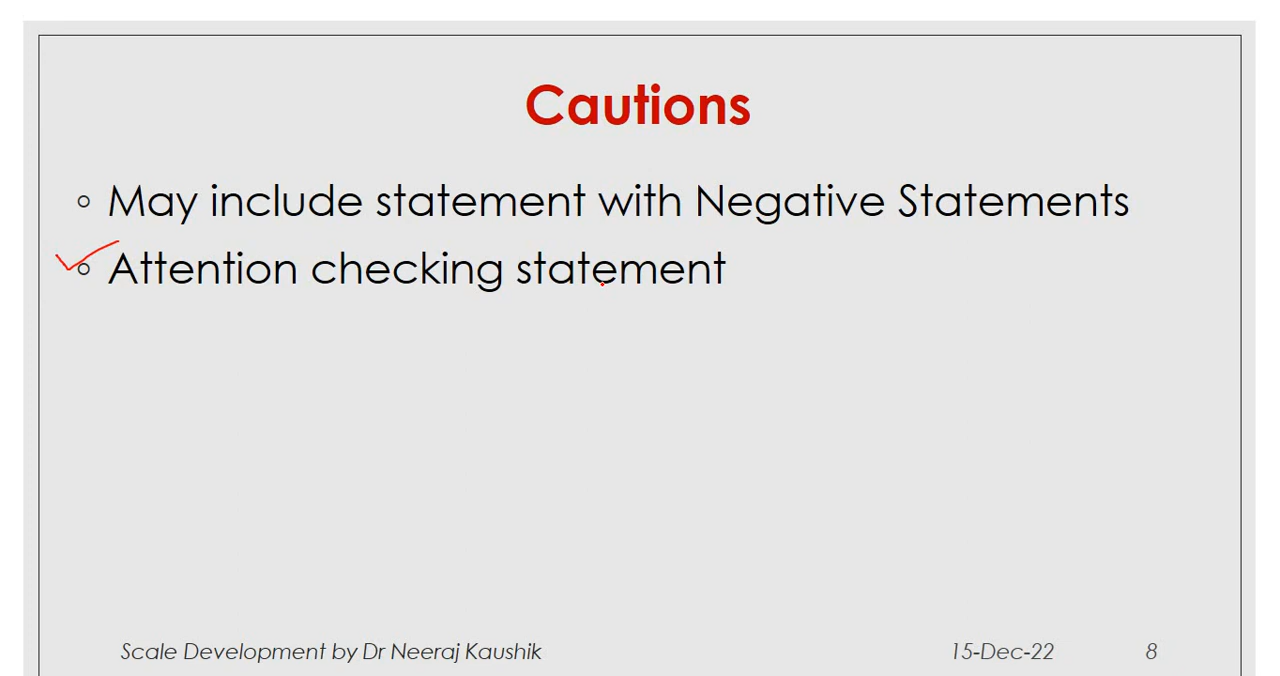 Cautions
◦ May include statement with Negative Statements
◦ Attention checking statement
Scale Development by Dr Neeraj Kaushik 15-Dec-22 8